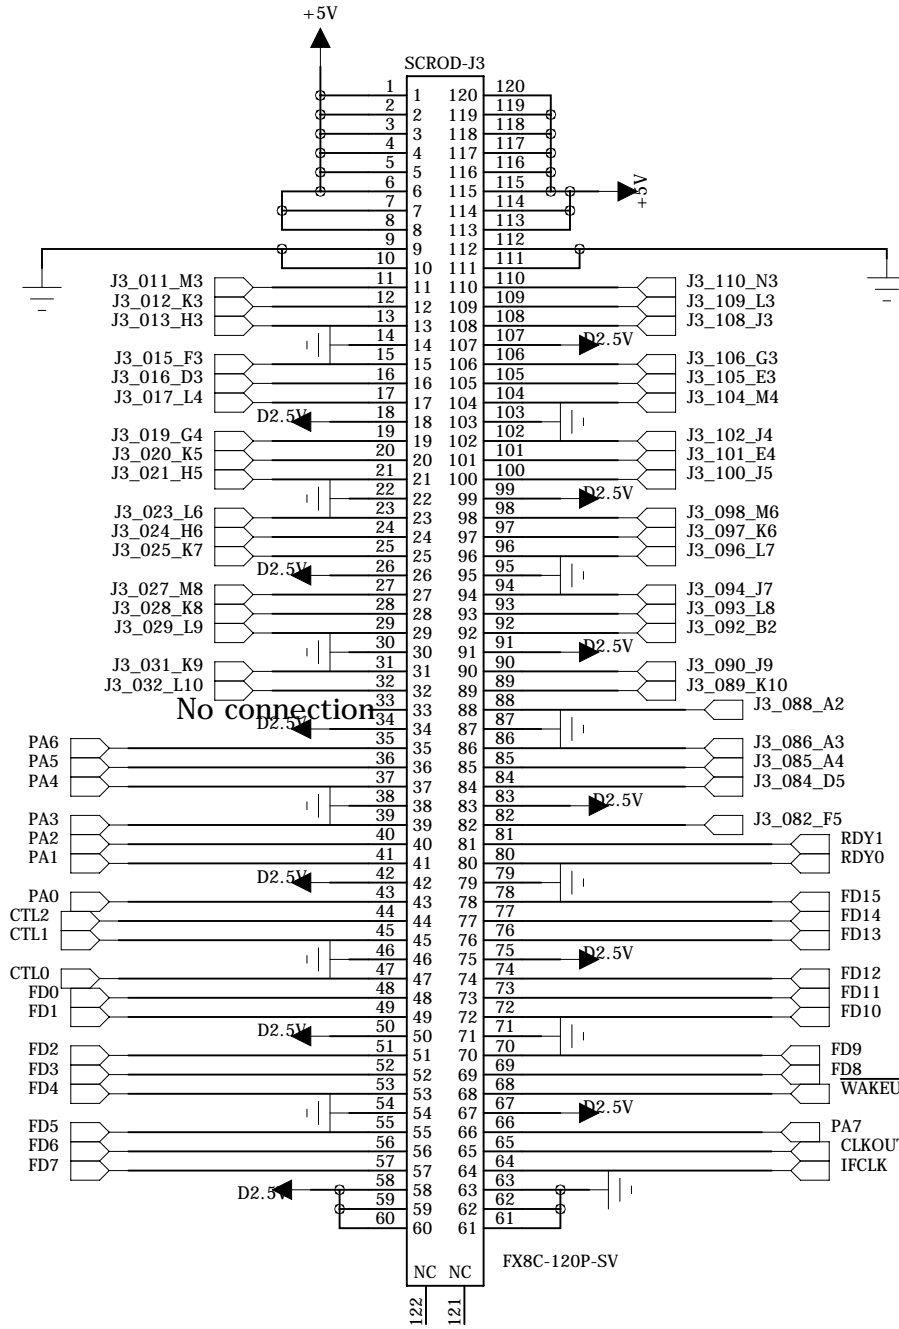 +5V
SCROD-J3
1 1 120 120
2 2 119 119
3 3 118 118
4 4 117 117
5 5 116 116
6 6 115 115 +5V
7 7 114 114
8 8 113 113
9 9 112 112
10 10 111 111
J3_011_M3 11 11 110 110 J3_110_N3
J3_012_K3 12 12 109 109 J3_109_L3
J3_013_H3 13 13 108 108 J3_108_J3
14 14 107 107 D2.5V
J3_015_F3 15 15 106 106 J3_106_G3
J3_016_D3 16 16 105 105 J3_105_E3
J3_017_L4 17 17 104 104 J3_104_M4
D2.5V 18 18 103 103
J3_019_G4 19 19 102 102 J3_102_J4
J3_020_K5 20 20 101 101 J3_101_E4
J3_021_H5 21 21 100 100 J3_100_J5
22 22 99 99 D2.5V
J3_023_L6 23 23 98 98 J3_098_M6
J3_024_H6 24 24 97 97 J3_097_K6
J3_025_K7 25 25 96 96 J3_096_L7
D2.5V 26 26 95 95
J3_027_M8 27 27 94 94 J3_094_J7
J3_028_K8 28 28 93 93 J3_093_L8
J3_029_L9 29 29 92 92 J3_092_B2
30 30 91 91 D2.5V
J3_031_K9 31 31 90 90 J3_090_J9
J3_032_L10 32 32 89 89 J3_089_K10
No connection 33 33 88 88 J3_088_A2
D2.5V 34 34 87 87
PA6 35 35 86 86 J3_086_A3
PA5 36 36 85 85 J3_085_A4
PA4 37 37 84 84 J3_084_D5
38 38 83 83 D2.5V
PA3 39 39 82 82 J3_082_F5
PA2 40 40 81 81 RDY1
PA1 41 41 80 80 RDY0
D2.5V 42 42 79 79
PA0 43 43 78 78 FD15
CTL2 44 44 77 77 FD14
CTL1 45 45 76 76 FD13
46 46 75 75 D2.5V
CTL0 47 47 74 74 FD12
FD0 48 48 73 73 FD11
FD1 49 49 72 72 FD10
D2.5V 50 50 71 71
FD2 51 51 70 70 FD9
FD3 52 52 69 69 FD8
FD4 53 53 68 68 WAKEU
54 54 67 67 D2.5V
FD5 55 55 66 66 PA7
FD6 56 56 65 65 CLKOUT
FD7 57 57 64 64 IFCLK
D2.5V 58 58 63 63
59 59 62 62
60 60 61 61
FX8C-120P-SV
NC NC
122 121